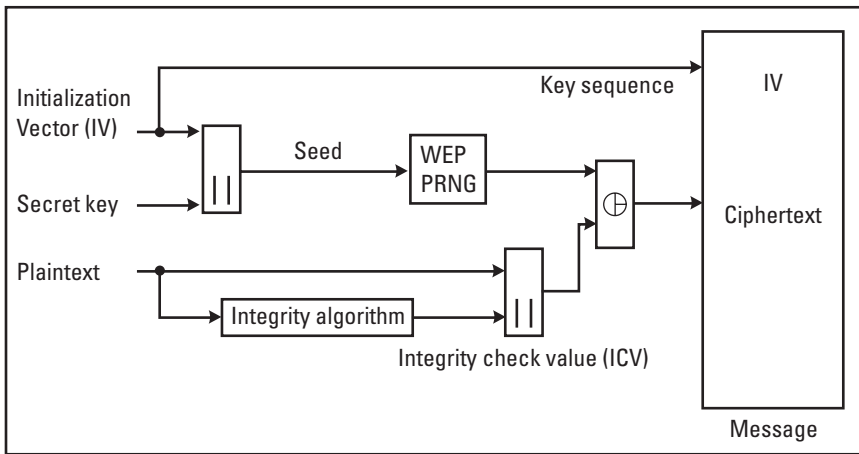 Key sequence
IV
Initialization
Vector (IV)
Seed
WEP
PRNG
||
Secret key
Ciphertext
Plaintext
||
Integrity algorithm
Integrity check value (ICV)
Message